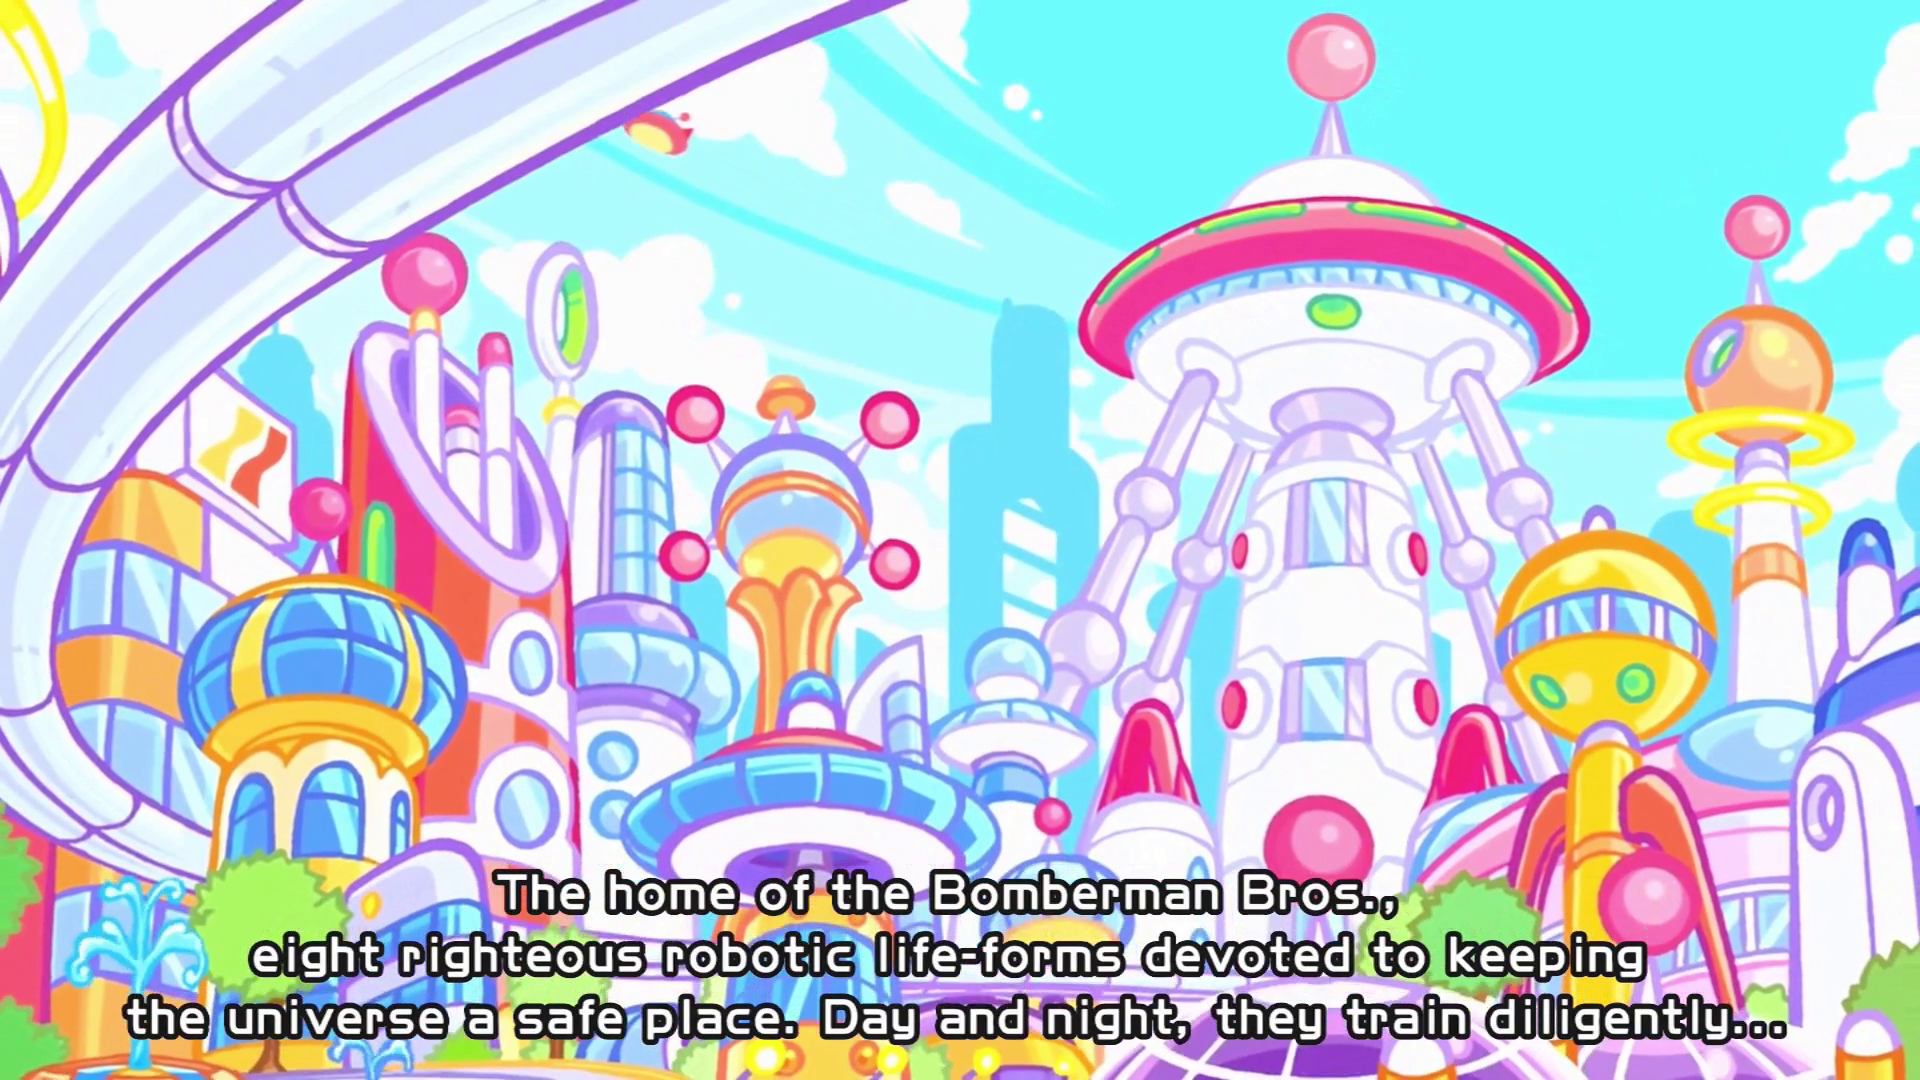 The home of the Bomberman Bros.,
eight righteous robotic life-forms devoted to keeping
the universe a safe place. Day and night, they train diligently...